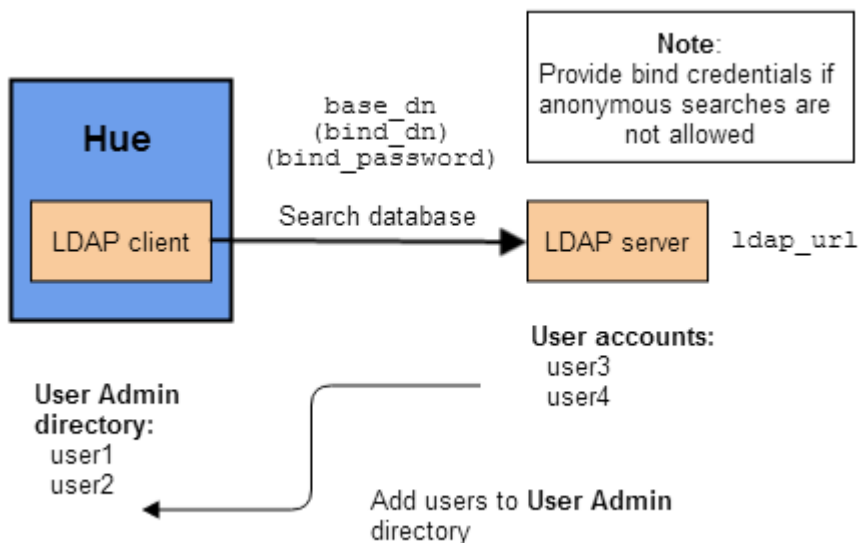 Note:
Provide bind credentials if
anonymous searches are
not allowed
Hue
base_dn
(bind_dn)
(bind_password)
LDAP client
Search database
LDAP server
ldap_url
User accounts:
user3
user4
User Admin
directory:
user1
user2
Add users to User Admin
directory